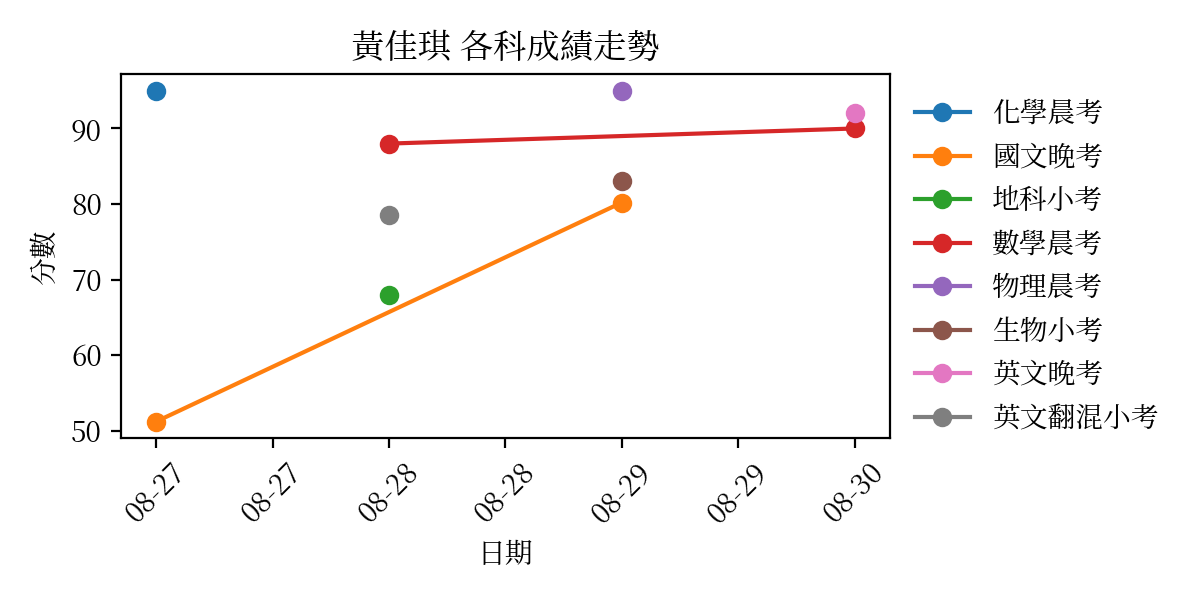 黃佳琪 各科成績走勢
分數
90
80
70
60
50
08-27
08-27
08-28
08-28
08-29
08-29
08-30
日期
化學晨考
國文晚考
地科小考
數學晨考
物理晨考
生物小考
英文晚考
英文翻混小考